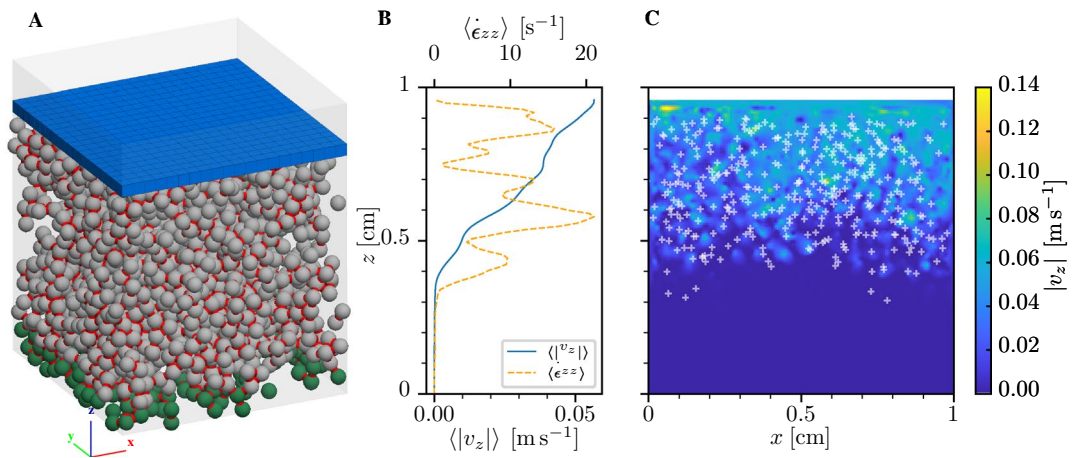 A
z
y
x
B
⟨ϵ̇zz⟩ [s−1]
0 10 21
1
0.5
0
z [cm]
⟨|vz|⟩
⟨ϵ̇zz⟩
0.00 0.05
⟨|vz|⟩ [m s−1]
C
0 0.5 1
x [cm]
0.14
0.12
0.10
0.08
0.06
0.04
0.02
0.00
|vz| [m s−1]